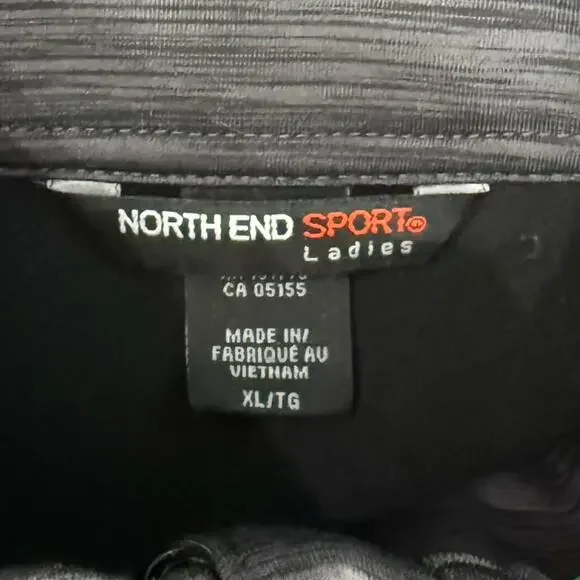 NORTH END SPORT
Ladies
CA 05155
MADE IN/
FABRIQUÉ AU
VIETNAM
XL/TG